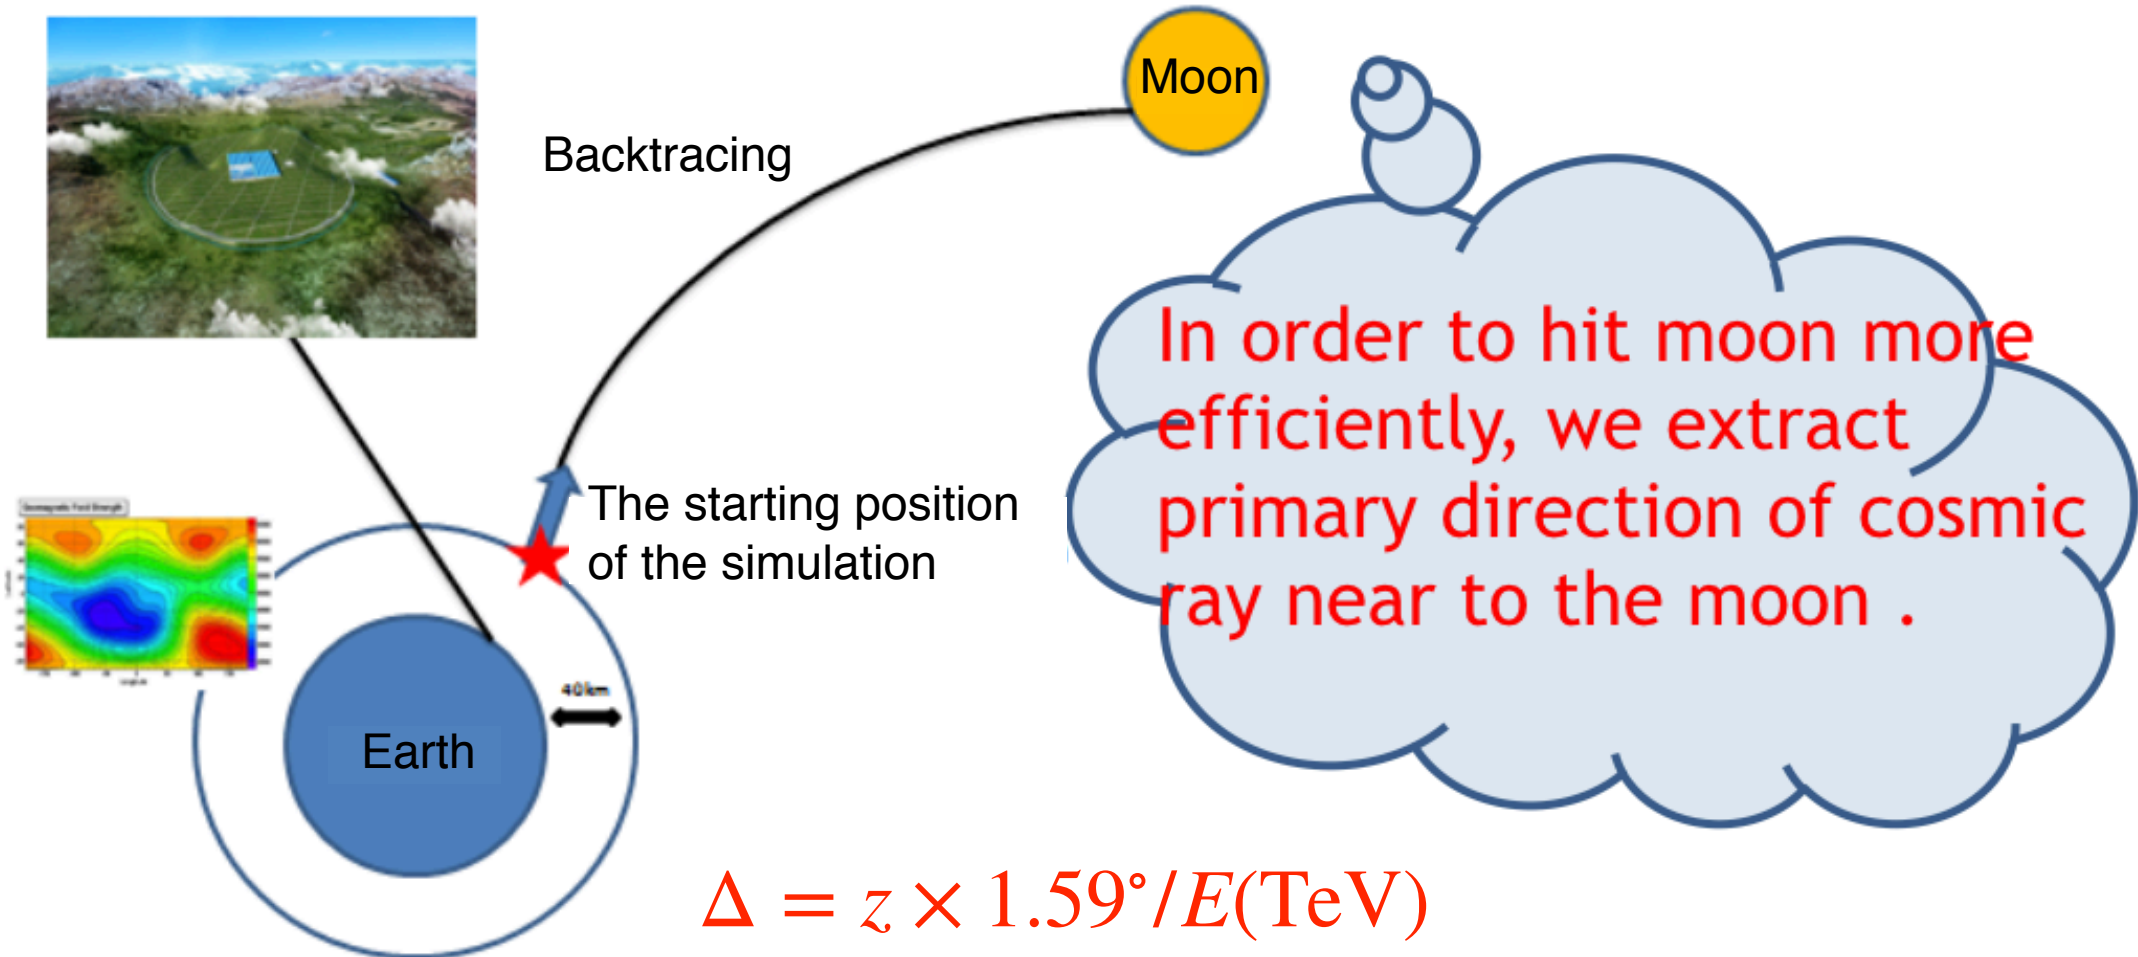 Moon
Backtracing
In order to hit moon more
efficiently, we extract
primary direction of cosmic
ray near to the moon .
The starting position
of the simulation
40km
Earth
Δ = z × 1.59°/E(TeV)